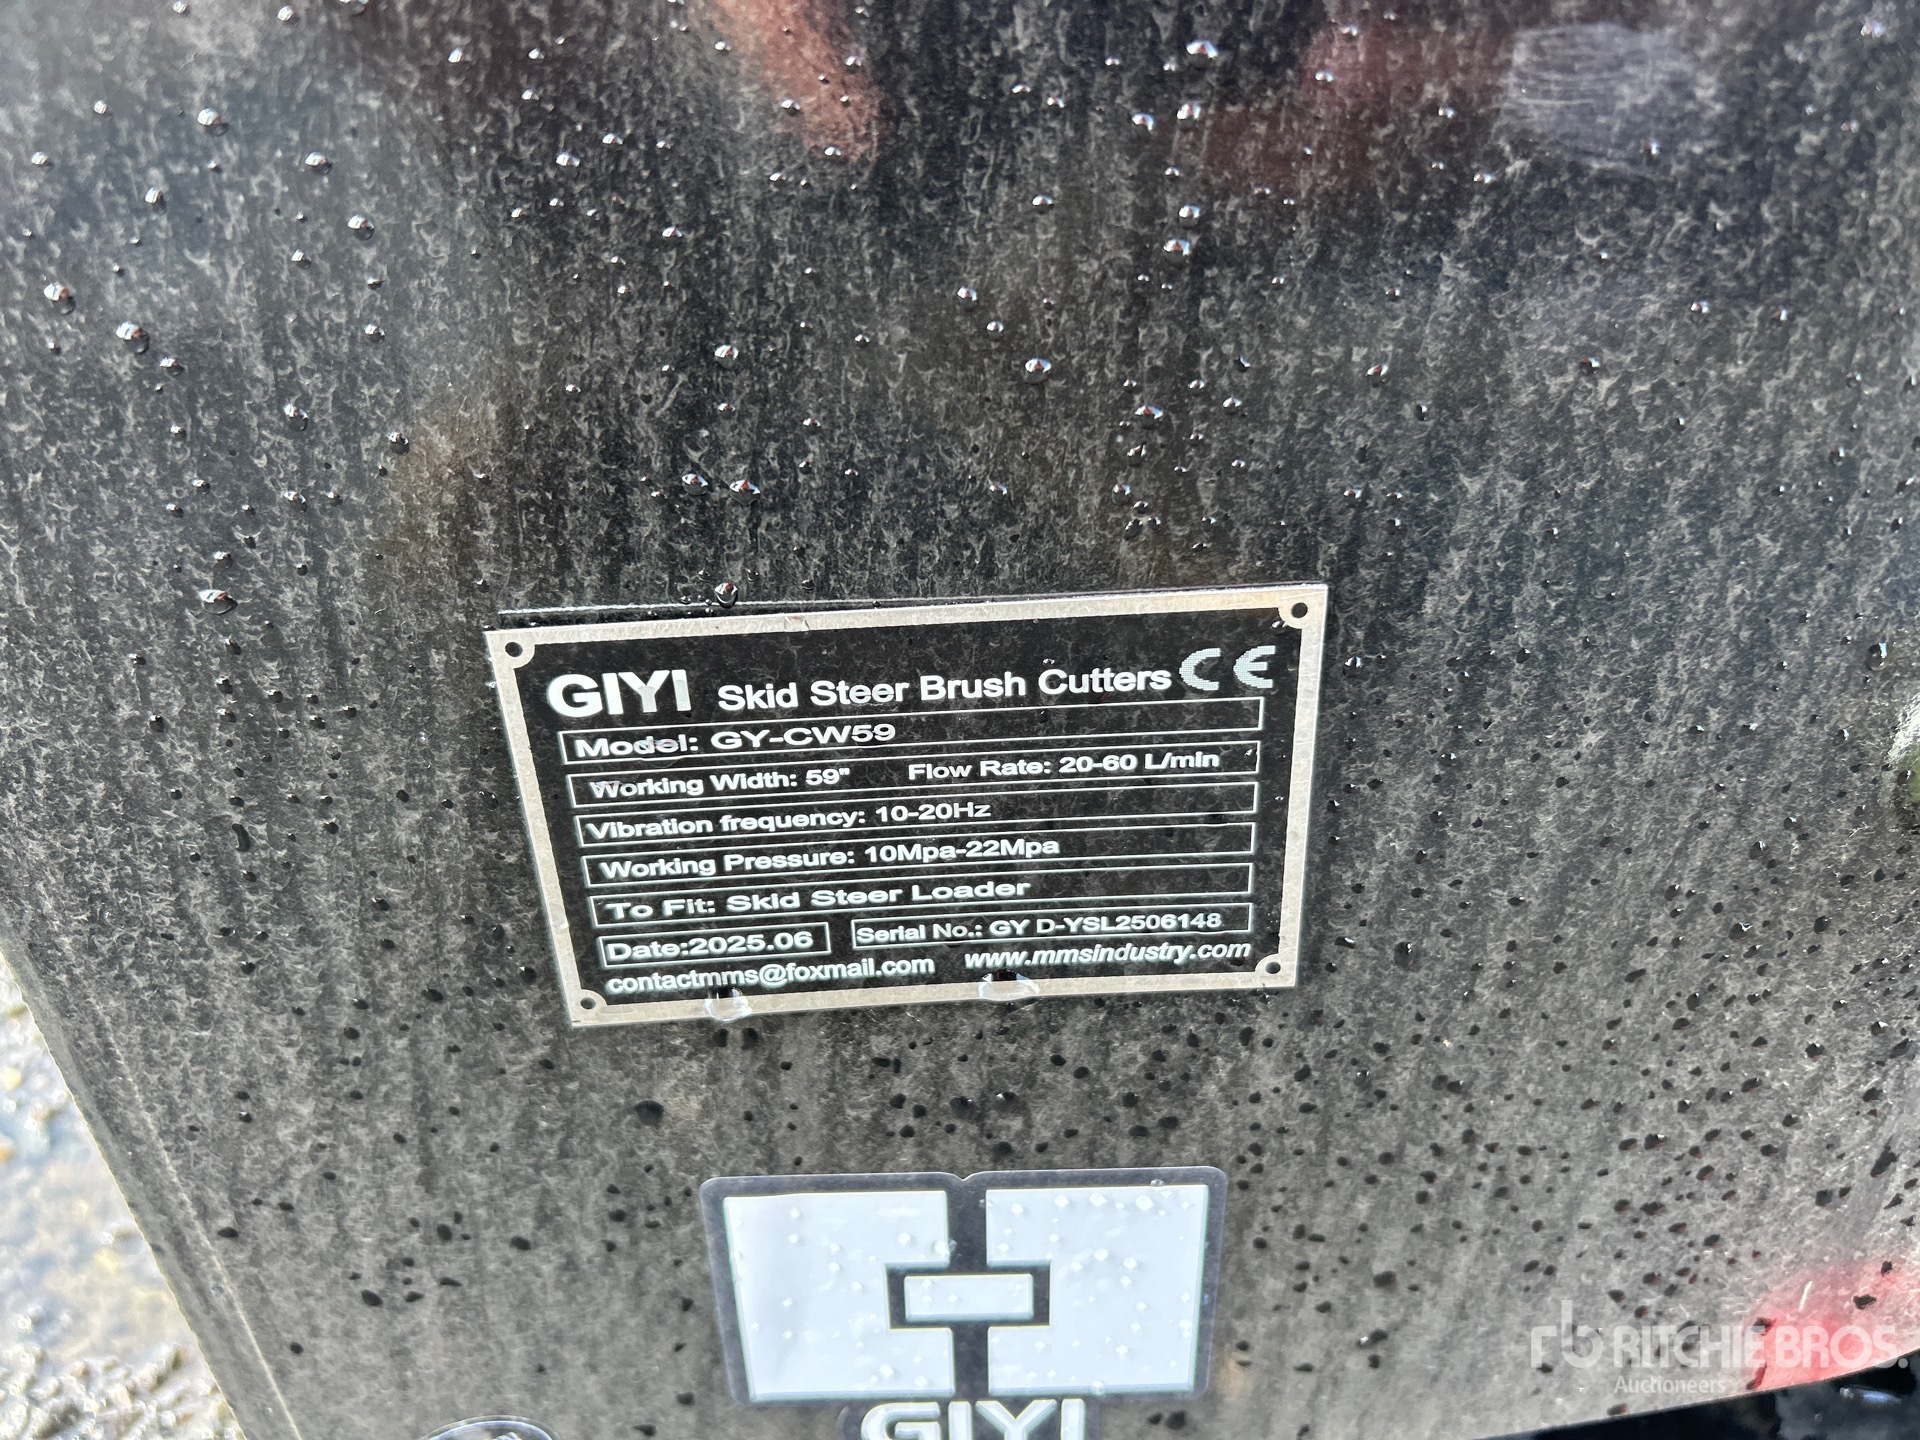 GIYI Skid Steer Brush Cutters CE
Model: GY-CW59
Working Width: 59" Flow Rate: 20-60 L/min
Vibration frequency: 10-20Hz
Working Pressure: 10Mpa-22Mpa
To Fit: Skid Steer Loader
Date:2025.06 Serial No.: GY D-YSL2506148
contactmms@foxmail.com www.mmsindustry.com
GIYI
rb RITCHIE BROS.
Auctioneers